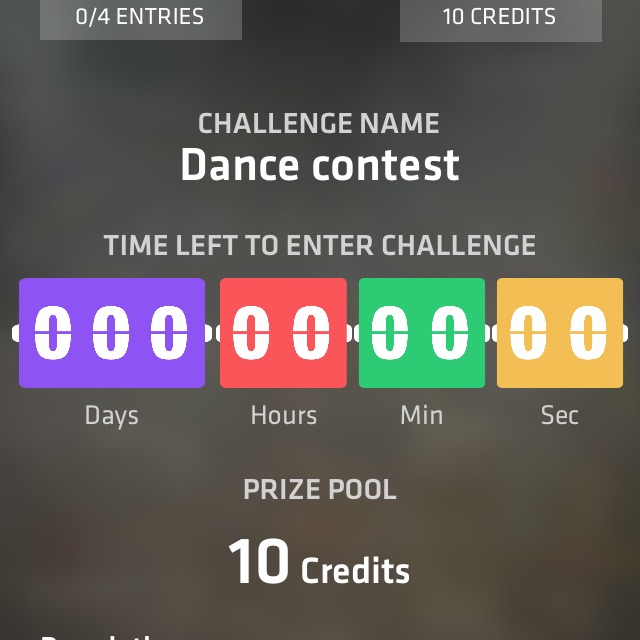 0/4 ENTRIES
10 CREDITS
CHALLENGE NAME
Dance contest
TIME LEFT TO ENTER CHALLENGE
000 00 00 00
Days Hours Min Sec
PRIZE POOL
10 Credits